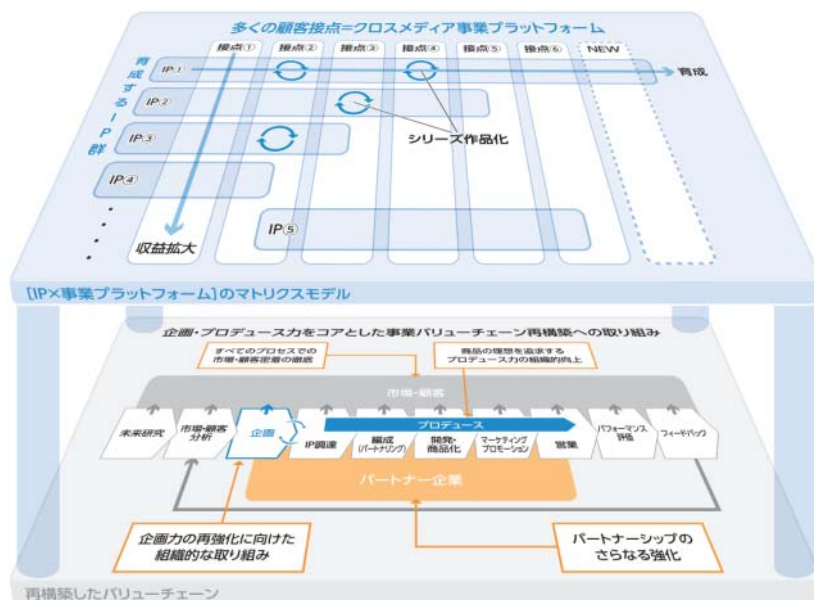 多くの顧客接点=クロスメディア事業プラットフォーム
接点① 接点② 接点③ 接点④ 接点⑤ 接点⑥ NEW
育成するIP群
IP① 育成
IP②
シリーズ作品化
IP③
IP④
IP⑤
収益拡大
[IP×事業プラットフォーム]のマトリクスモデル
企画・プロデュース力をコアとした事業バリューチェーン再構築への取り組み
すべてのプロセスでの
市場・顧客密着の徹底
商品の理想を追求する
プロデュース力の組織的向上
市場・顧客
プロデュース
未来研究
市場・顧客
分析
企画
IP調達
編成
(パートナリング)
開発・
商品化
マーケティング
プロモーション
営業
パフォーマンス
評価
フィードバック
パートナー企業
企画力の再強化に向けた
組織的な取り組み
パートナーシップの
さらなる強化
再構築したバリューチェーン